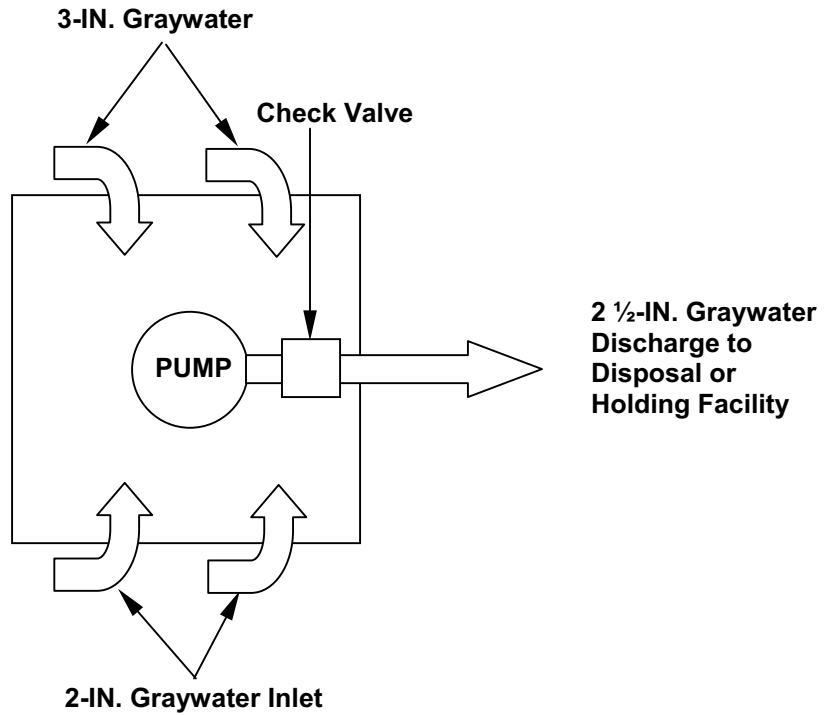 3-IN. Graywater
Check Valve
PUMP
2 ½-IN. Graywater
Discharge to
Disposal or
Holding Facility
2-IN. Graywater Inlet